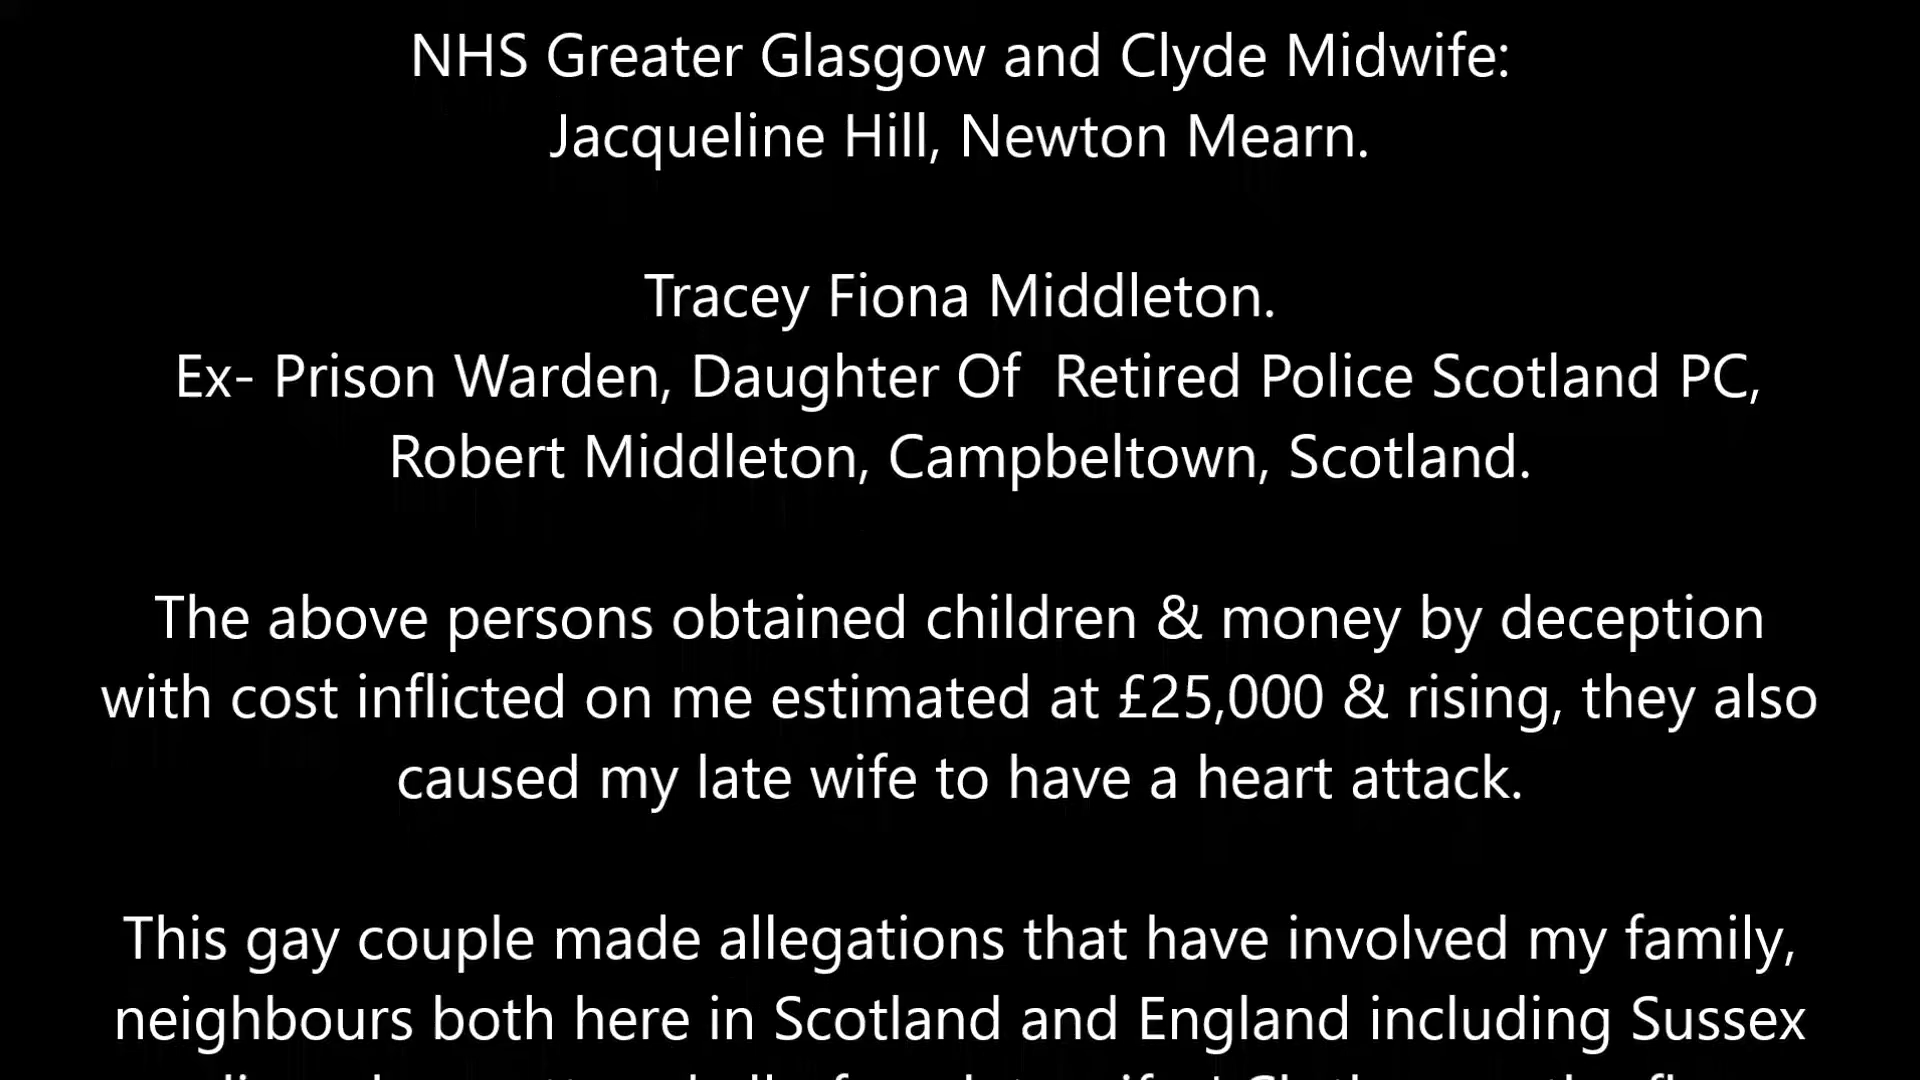 NHS Greater Glasgow and Clyde Midwife:
Jacqueline Hill, Newton Mearn.
Tracey Fiona Middleton.
Ex- Prison Warden, Daughter Of  Retired Police Scotland PC,
Robert Middleton, Campbeltown, Scotland.
The above persons obtained children & money by deception
with cost inflicted on me estimated at £25,000 & rising, they also
caused my late wife to have a heart attack.
This gay couple made allegations that have involved my family,
neighbours both here in Scotland and England including Sussex